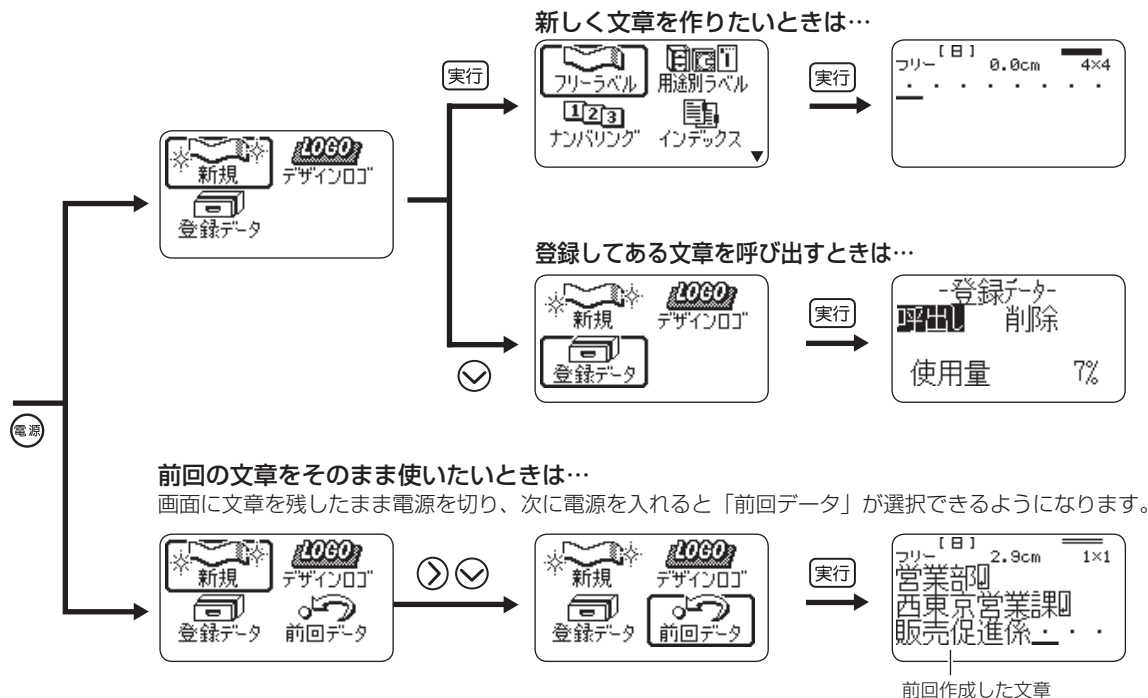 新しく文章を作りたいときは…
実行
フリーラベル 用途別ラベル
ナンバリング インデックス
実行
[日]
フリー 0.0cm 4×4
LOGO
新規 デザインロゴ
登録データ
登録してある文章を呼び出すときは…
LOGO
新規 デザインロゴ
登録データ
実行
-登録データ-
呼出し 削除
使用量 7%
電源
前回の文章をそのまま使いたいときは…
画面に文章を残したまま電源を切り、次に電源を入れると「前回データ」が選択できるようになります。
LOGO
新規 デザインロゴ
登録データ 前回データ
LOGO
新規 デザインロゴ
登録データ 前回データ
実行
[日]
フリー 2.9cm 1×1
営業部
西東京営業課
販売促進係
前回作成した文章